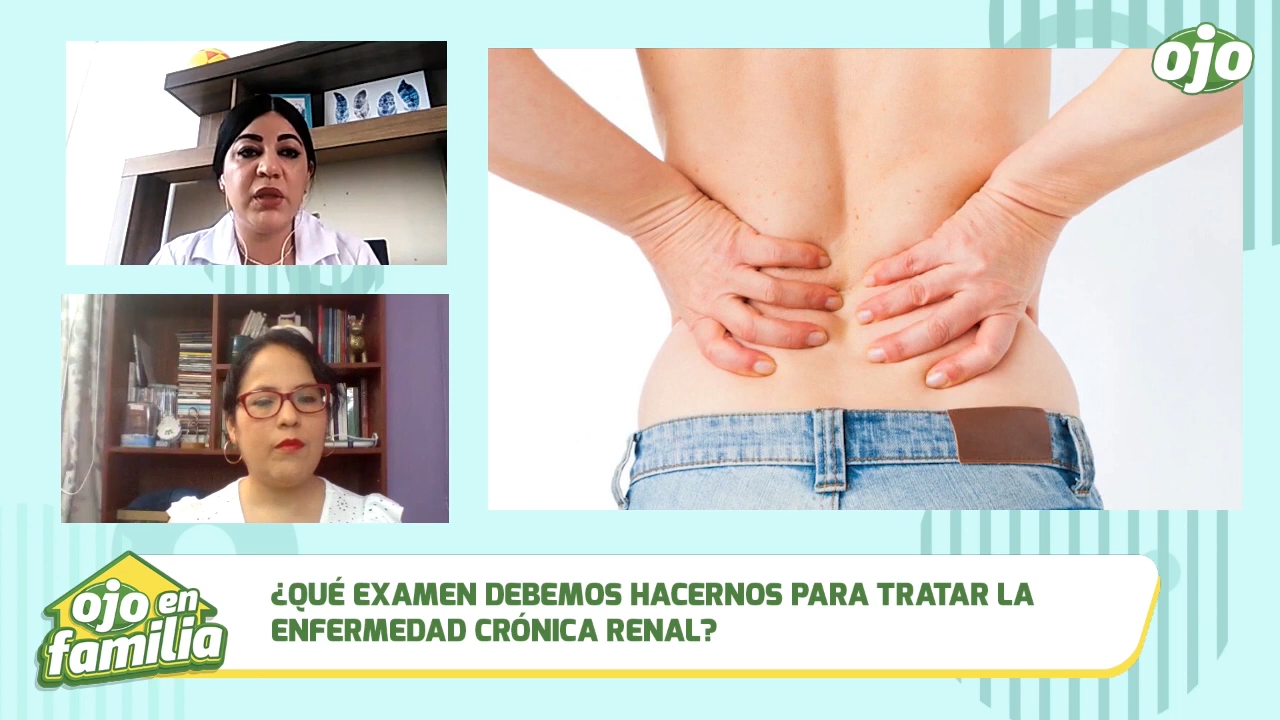 ojo
¿QUÉ EXAMEN DEBEMOS HACERNOS PARA TRATAR LA
ENFERMEDAD CRÓNICA RENAL?
ojo en
familia